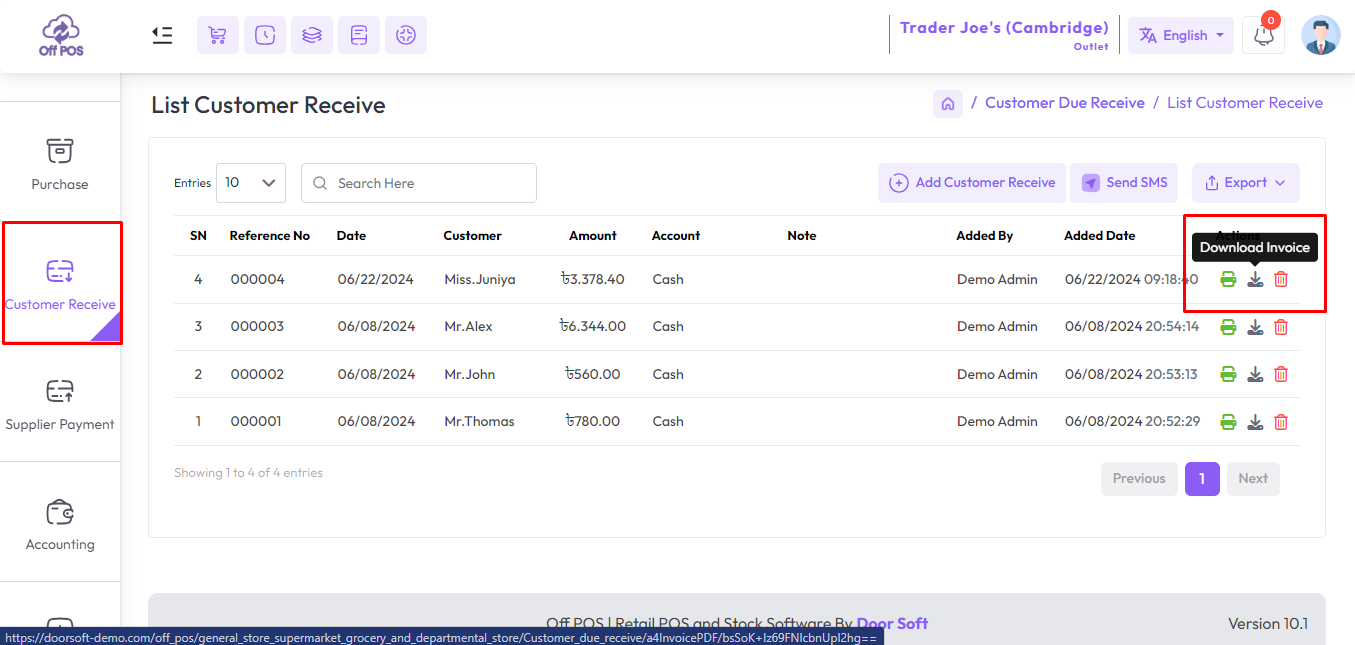 Off POS
Trader Joe's (Cambridge)
Outlet
English
0
List Customer Receive
/ Customer Due Receive / List Customer Receive
Purchase
Customer Receive
Supplier Payment
Accounting
Entries 10 Search Here
Add Customer Receive Send SMS Export
SN Reference No Date Customer Amount Account Note Added By Added Date Actions
Download Invoice
4 000004 06/22/2024 Miss.Juniya ৳3.378.40 Cash Demo Admin 06/22/2024 09:18:40
3 000003 06/08/2024 Mr.Alex ৳6.344.00 Cash Demo Admin 06/08/2024 20:54:14
2 000002 06/08/2024 Mr.John ৳560.00 Cash Demo Admin 06/08/2024 20:53:13
1 000001 06/08/2024 Mr.Thomas ৳780.00 Cash Demo Admin 06/08/2024 20:52:29
Showing 1 to 4 of 4 entries
Previous 1 Next
Off POS | Retail POS and Stock Software By Door Soft
Version 10.1
https://doorsoft-demo.com/off_pos/general_store_supermarket_grocery_and_departmental_store/Customer_due_receive/a4InvoicePDF/bsSoK+Iz69FNIcbnUpI2hg==